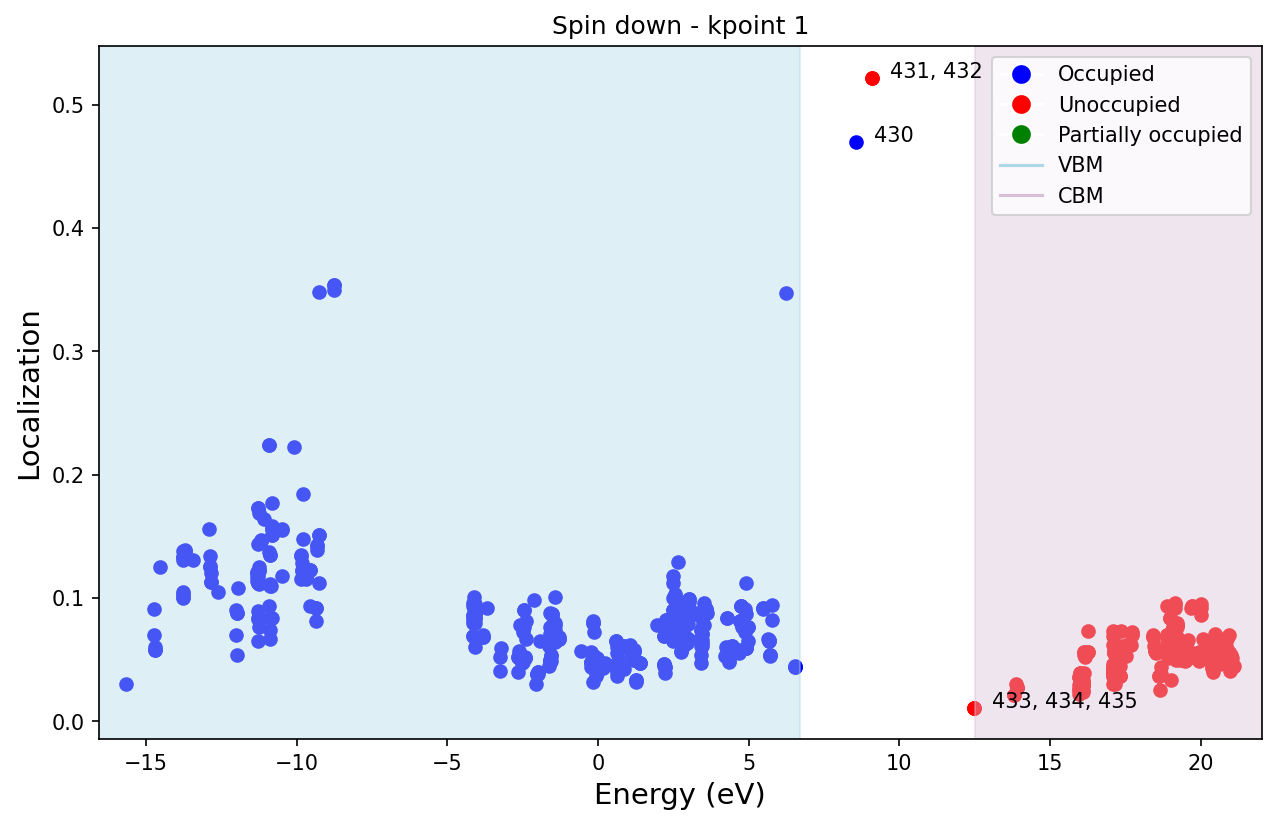 Spin down - kpoint 1
Localization
0.5
0.4
0.3
0.2
0.1
0.0
431, 432
430
433, 434, 435
Occupied
Unoccupied
Partially occupied
VBM
CBM
−15
−10
−5
0
5
10
15
20
Energy (eV)